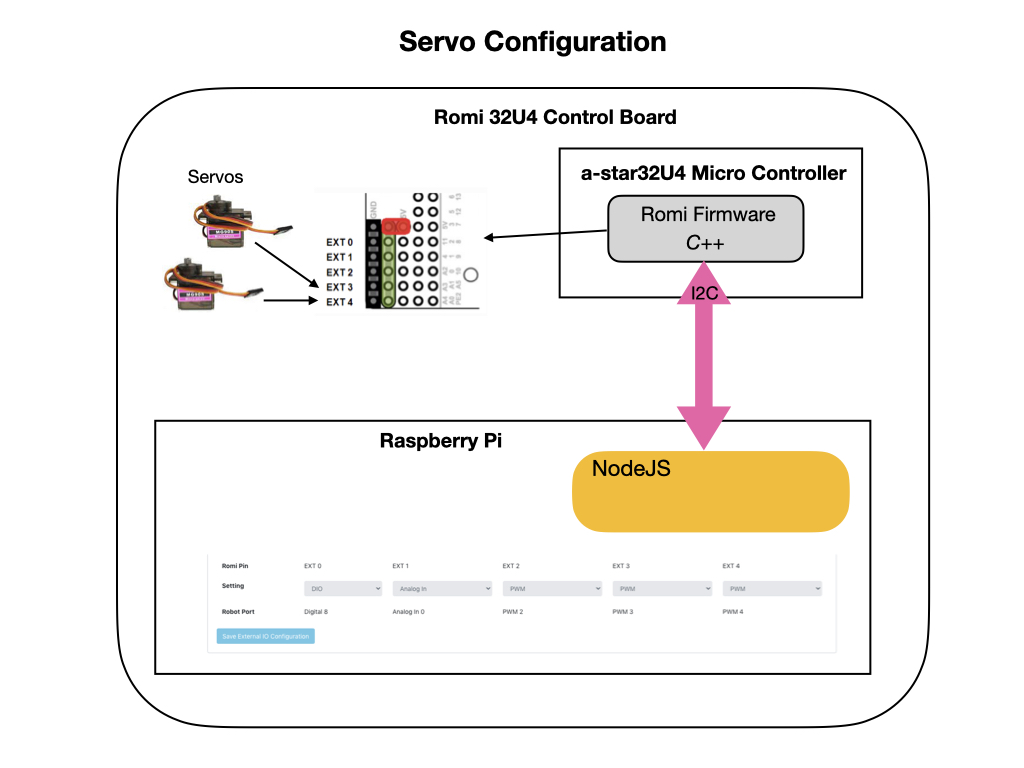 Servo Configuration
Romi 32U4 Control Board
Servos
a-star32U4 Micro Controller
Romi Firmware
C++
GND
5V
EXT 0
EXT 1
EXT 2
EXT 3
EXT 4
I2C
Raspberry Pi
NodeJS
Romi Pin EXT 0 EXT 1 EXT 2 EXT 3 EXT 4
Setting DIO Analog In PWM PWM PWM
Robot Port Digital 8 Analog In 0 PWM 2 PWM 3 PWM 4
Save External IO Configuration